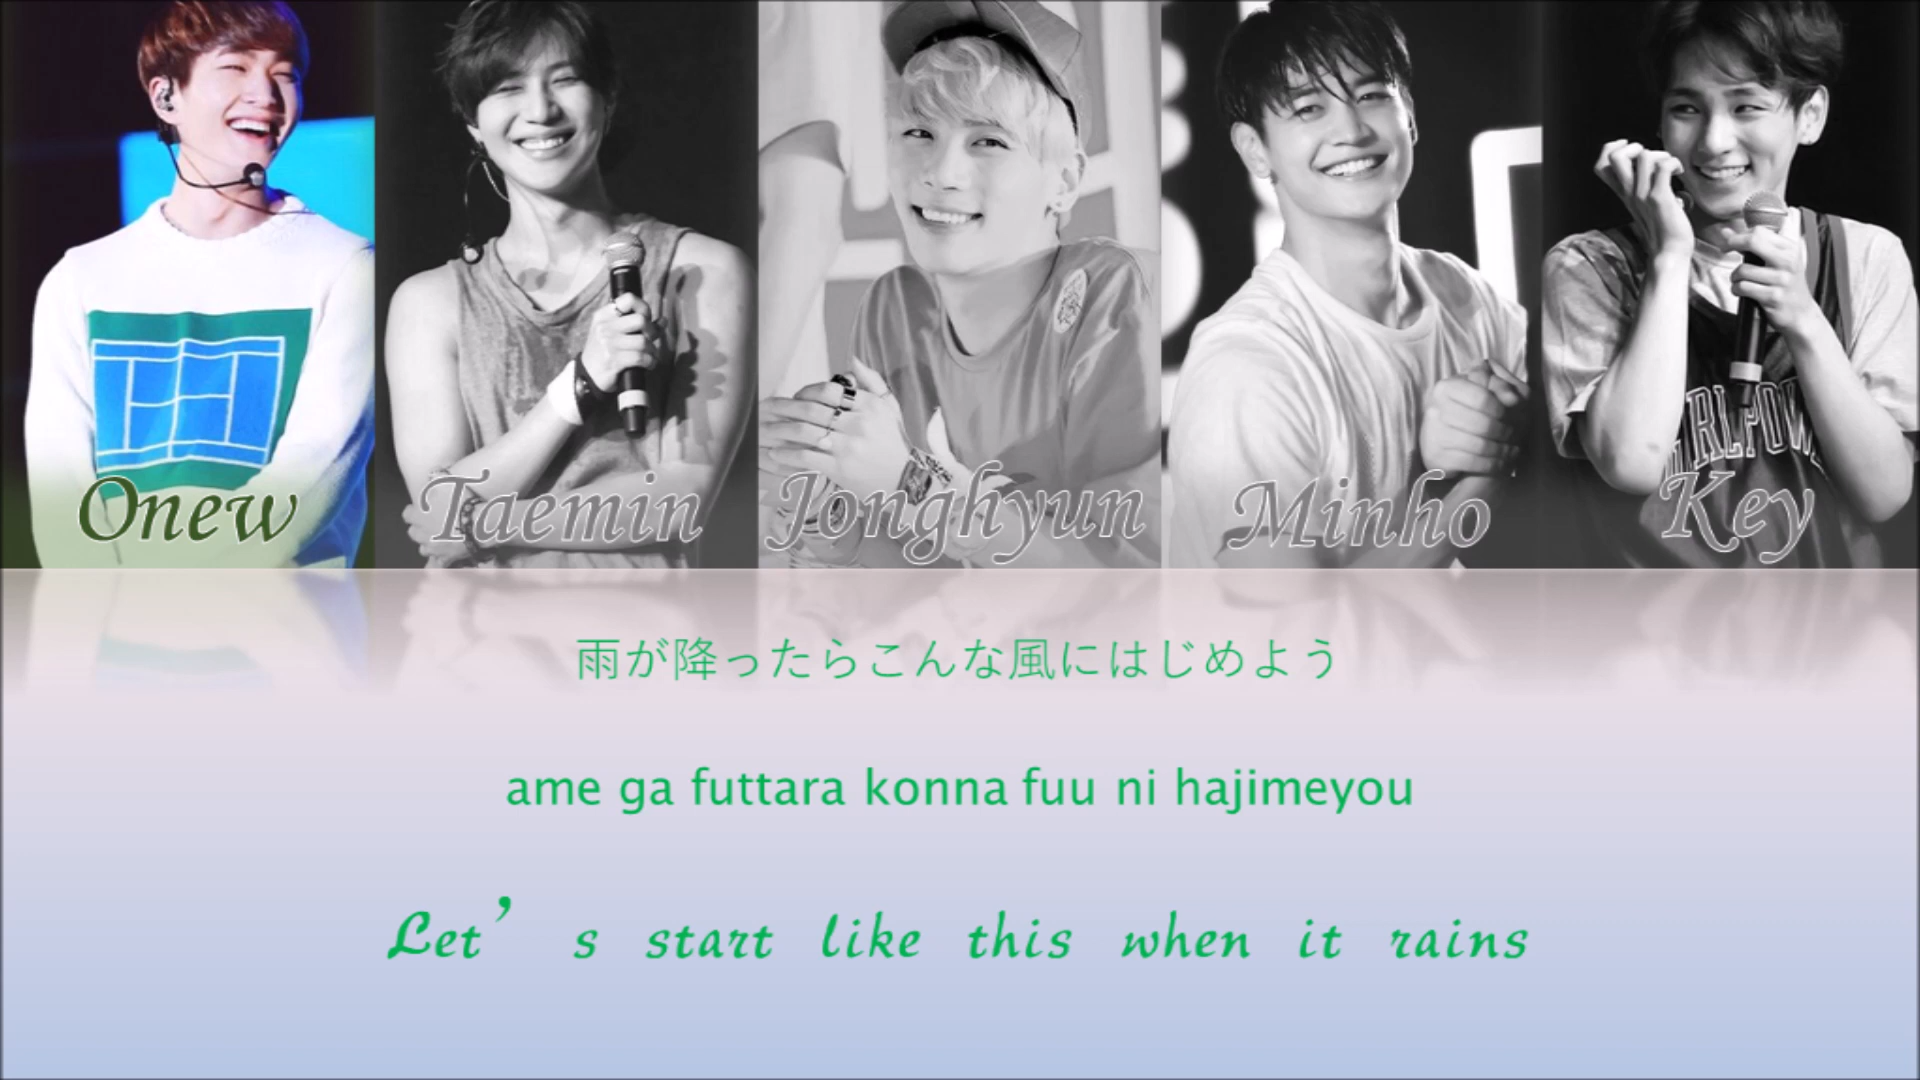 Onew Taemin Jonghyun Minho Key
雨が降ったらこんな風にはじめよう
ame ga futtara konna fuu ni hajimeyou
Let’s start like this when it rains